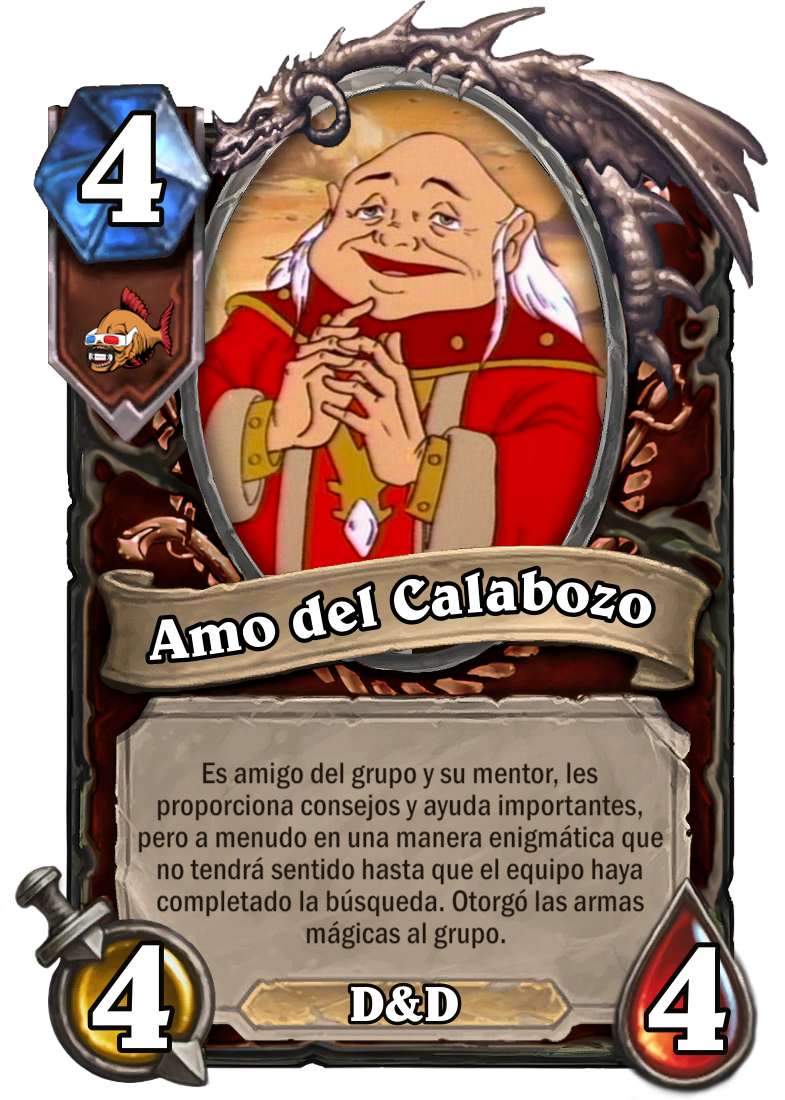 4
Amo del Calabozo
Es amigo del grupo y su mentor, les
proporciona consejos y ayuda importantes,
pero a menudo en una manera enigmática que
no tendrá sentido hasta que el equipo haya
completado la búsqueda. Otorgó las armas
mágicas al grupo.
4
D&D
4